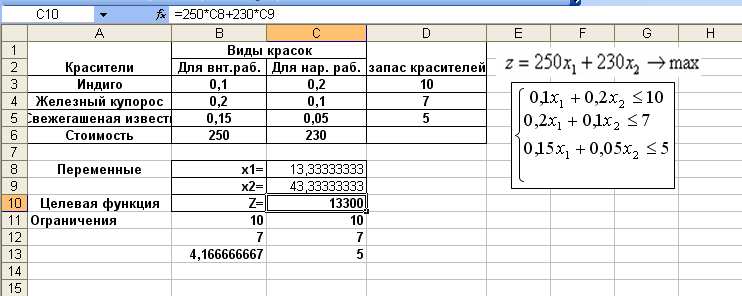 C10 fx =250*C8+230*C9
A B C D E F G H
1 Виды красок
2 Красители Для внт.раб. Для нар. раб. запас красителей
3 Индиго 0,1 0,2 10
4 Железный купорос 0,2 0,1 7
5 Свежегашеная извест 0,15 0,05 5
6 Стоимость 250 230
7
8 Переменные x1= 13,33333333
9 x2= 43,33333333
10 Целевая функция Z= 13300
11 Ограничения 10 10
12 7 7
13 4,166666667 5
14
15
z = 250x₁ + 230x₂ → max
0,1x₁ + 0,2x₂ ≤ 10
0,2x₁ + 0,1x₂ ≤ 7
0,15x₁ + 0,05x₂ ≤ 5